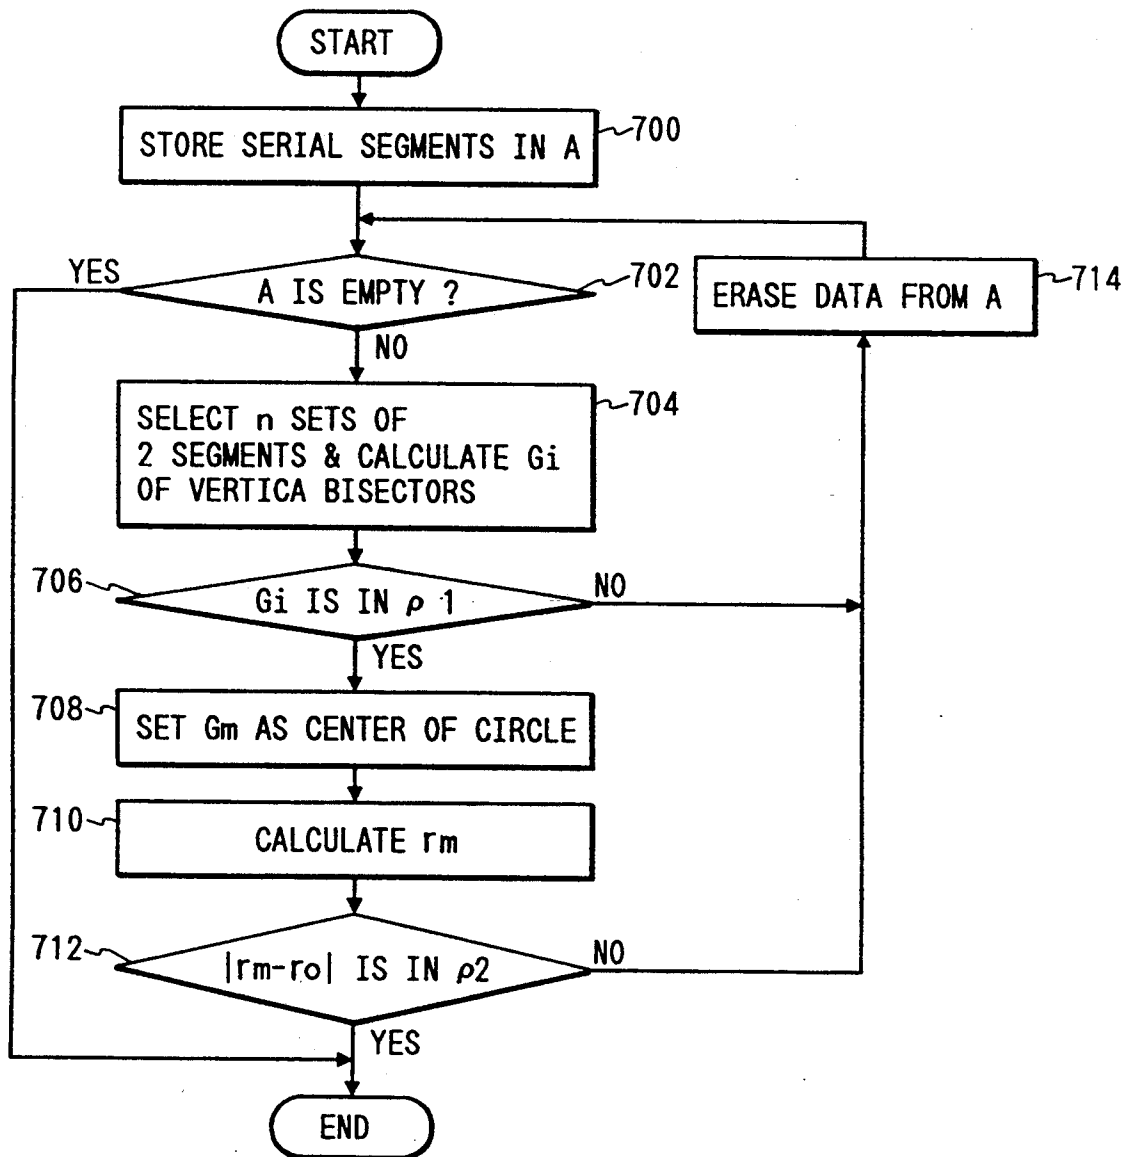 START
STORE SERIAL SEGMENTS IN A
700
YES
A IS EMPTY ?
702
ERASE DATA FROM A
714
NO
SELECT n SETS OF
2 SEGMENTS & CALCULATE Gi
OF VERTICA BISECTORS
704
706
Gi IS IN ρ 1
NO
YES
708
SET Gm AS CENTER OF CIRCLE
710
CALCULATE rm
712
|rm-ro| IS IN ρ2
NO
YES
END